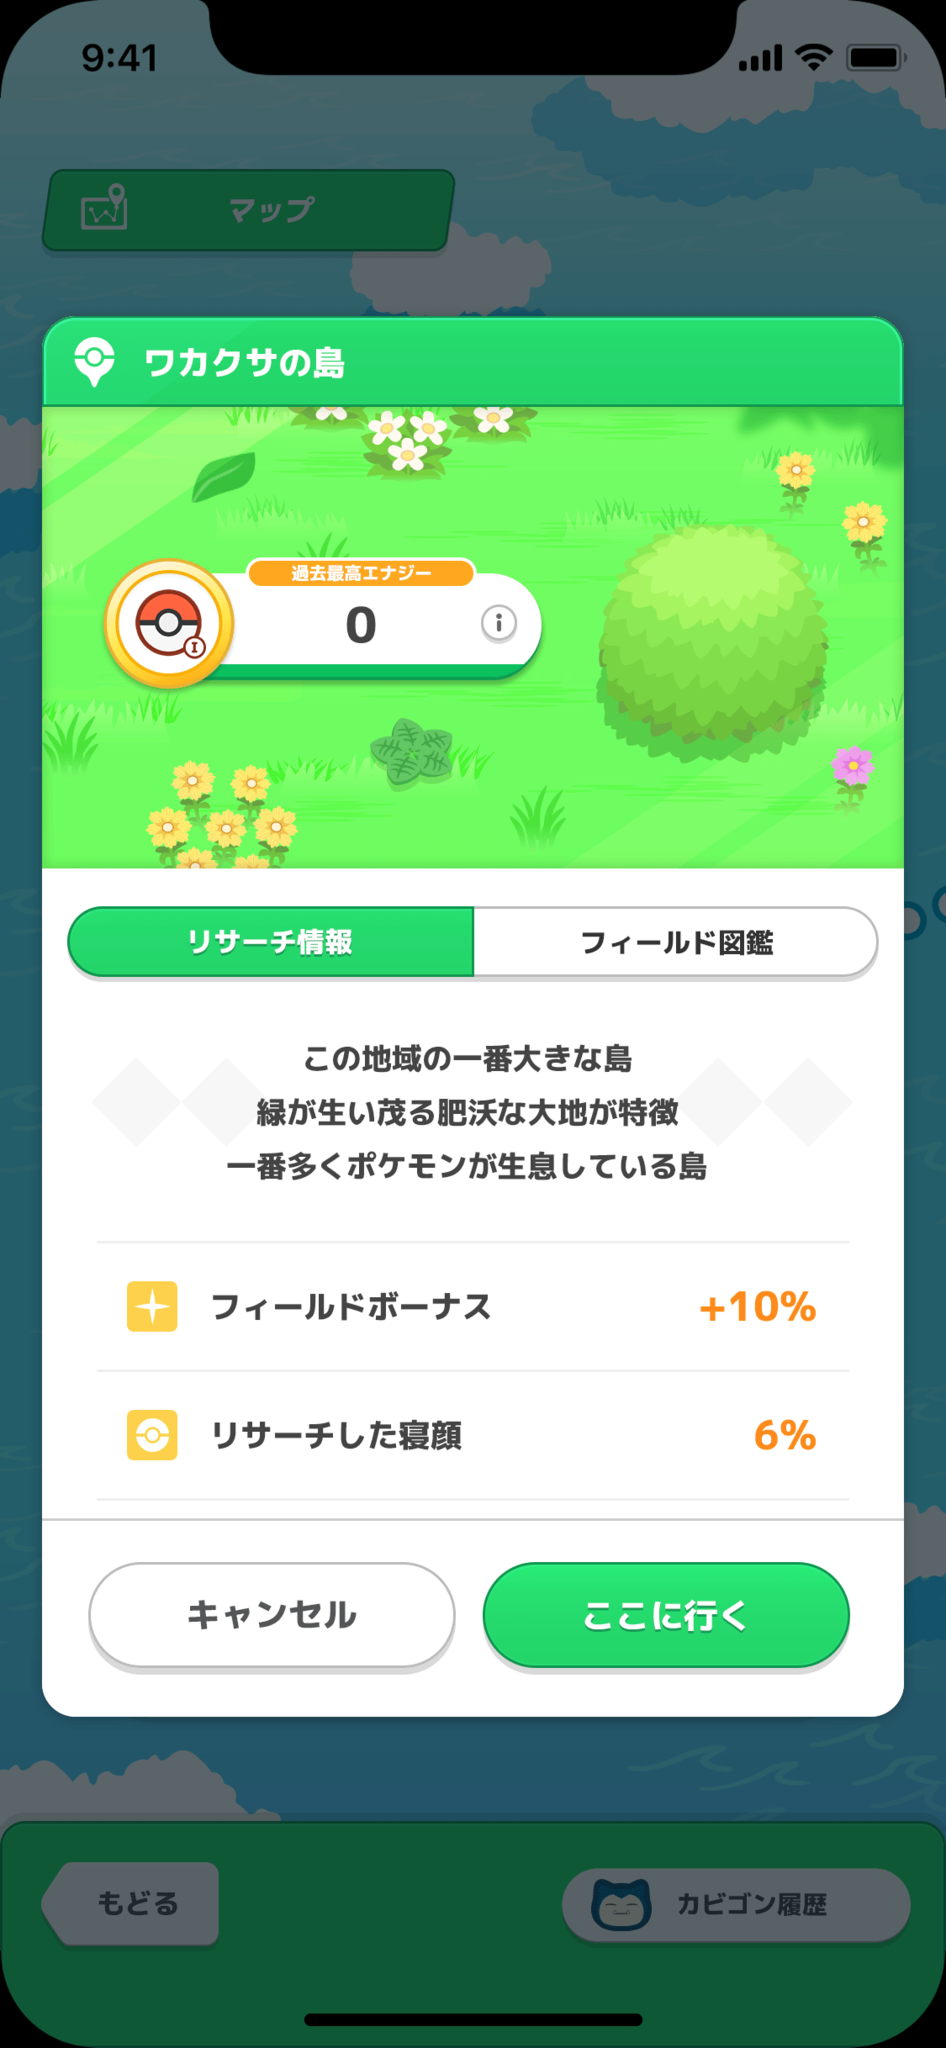 9:41
マップ
ワカクサの島
過去最高エナジー
0
I
リサーチ情報
フィールド図鑑
この地域の一番大きな島
緑が生い茂る肥沃な大地が特徴
一番多くポケモンが生息している島
フィールドボーナス
+10%
リサーチした寝顔
6%
キャンセル
ここに行く
もどる
カビゴン履歴